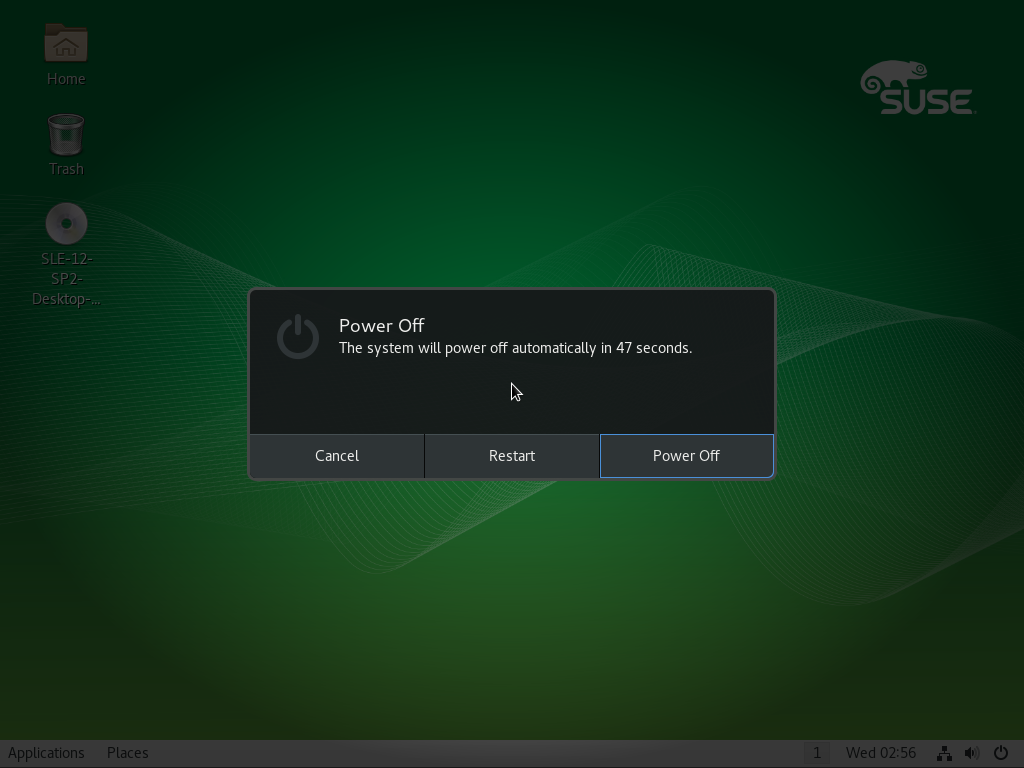 Home
Trash
SLE-12-
SP2-
Desktop-...
SUSE
Power Off
The system will power off automatically in 47 seconds.
Cancel
Restart
Power Off
Applications
Places
1
Wed 02:56